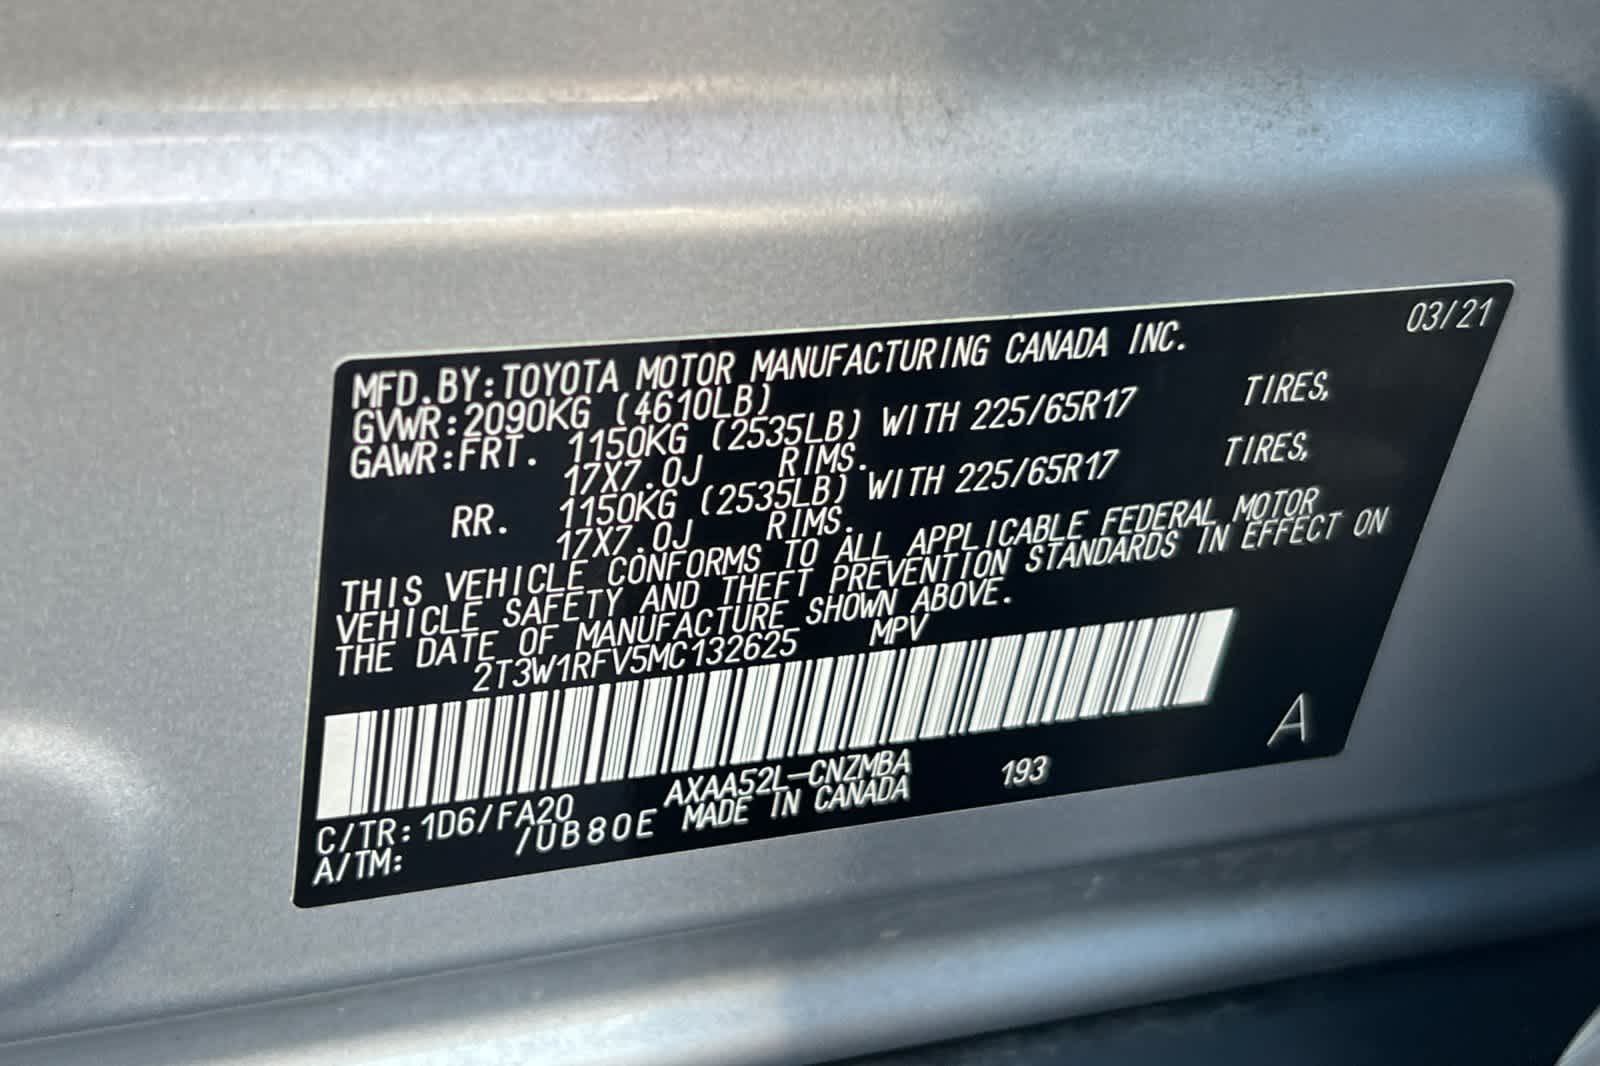 03/21
MFD.BY:TOYOTA MOTOR MANUFACTURING CANADA INC.
GVWR:2090KG (4610LB)
GAWR:FRT. 1150KG (2535LB) WITH 225/65R17 TIRES,
17X7.0J RIMS.
RR. 1150KG (2535LB) WITH 225/65R17 TIRES,
17X7.0J RIMS.
THIS VEHICLE CONFORMS TO ALL APPLICABLE FEDERAL MOTOR
VEHICLE SAFETY AND THEFT PREVENTION STANDARDS IN EFFECT ON
THE DATE OF MANUFACTURE SHOWN ABOVE.
2T3W1RFV5MC132625 MPV
A
AXAA52L-CNZMBA 193
C/TR:1D6/FA20 MADE IN CANADA
A/TM: /UB80E